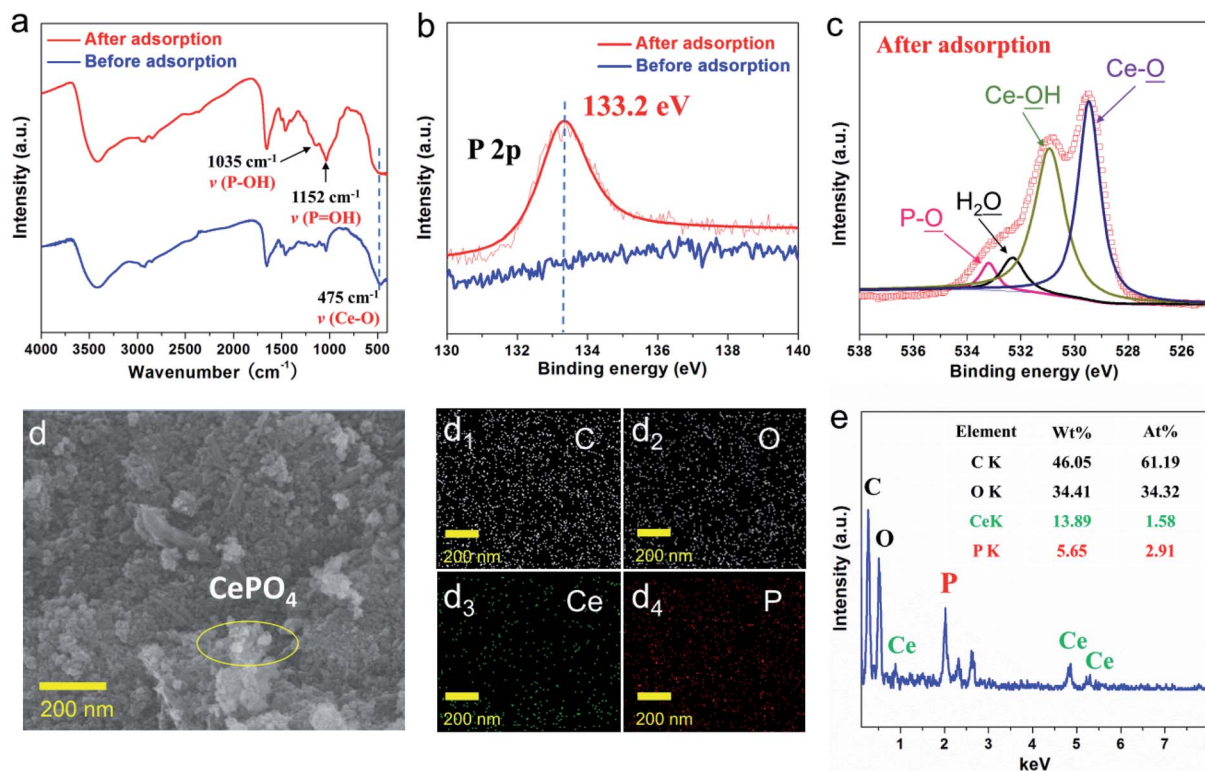 a
After adsorption
Before adsorption
1035 cm⁻¹
ν (P-OH)
1152 cm⁻¹
ν (P=OH)
475 cm⁻¹
ν (Ce-O)
Intensity (a.u.)
4000 3500 3000 2500 2000 1500 1000 500
Wavenumber (cm⁻¹)
b
After adsorption
Before adsorption
133.2 eV
P 2p
Intensity (a.u.)
130 132 134 136 138 140
Binding energy (eV)
c
After adsorption
Ce-O
Ce-OH
H₂O
P-O
Intensity (a.u.)
538 536 534 532 530 528 526
Binding energy (eV)
d
CePO₄
200 nm
d₁ C
200 nm
d₂ O
200 nm
d₃ Ce
200 nm
d₄ P
200 nm
e
Element Wt% At%
C K 46.05 61.19
O K 34.41 34.32
CeK 13.89 1.58
P K 5.65 2.91
C
O
Ce
P
Ce
Ce
Intensity (a.u.)
1 2 3 4 5 6 7 8
keV